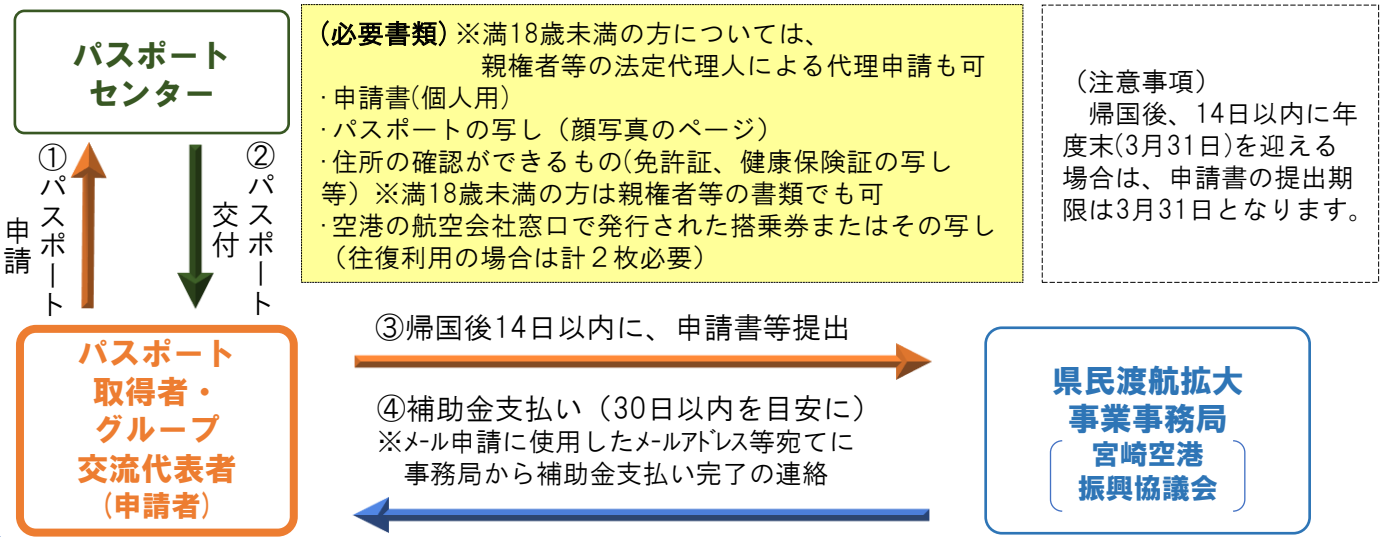 パスポート
センター
(必要書類)※満18歳未満の方については、
親権者等の法定代理人による代理申請も可
・申請書(個人用)
・パスポートの写し（顔写真のページ）
・住所の確認ができるもの(免許証、健康保険証の写し
等）※満18歳未満の方は親権者等の書類でも可
・空港の航空会社窓口で発行された搭乗券またはその写し
（往復利用の場合は計２枚必要）
（注意事項）
帰国後、14日以内に年
度末(3月31日)を迎える
場合は、申請書の提出期
限は3月31日となります。
①パスポート
申請
②パスポート
交付
パスポート
取得者・
グループ
交流代表者
(申請者)
③帰国後14日以内に、申請書等提出
④補助金支払い（30日以内を目安に）
※メール申請に使用したメールアドレス等宛てに
事務局から補助金支払い完了の連絡
県民渡航拡大
事業事務局
宮崎空港
振興協議会